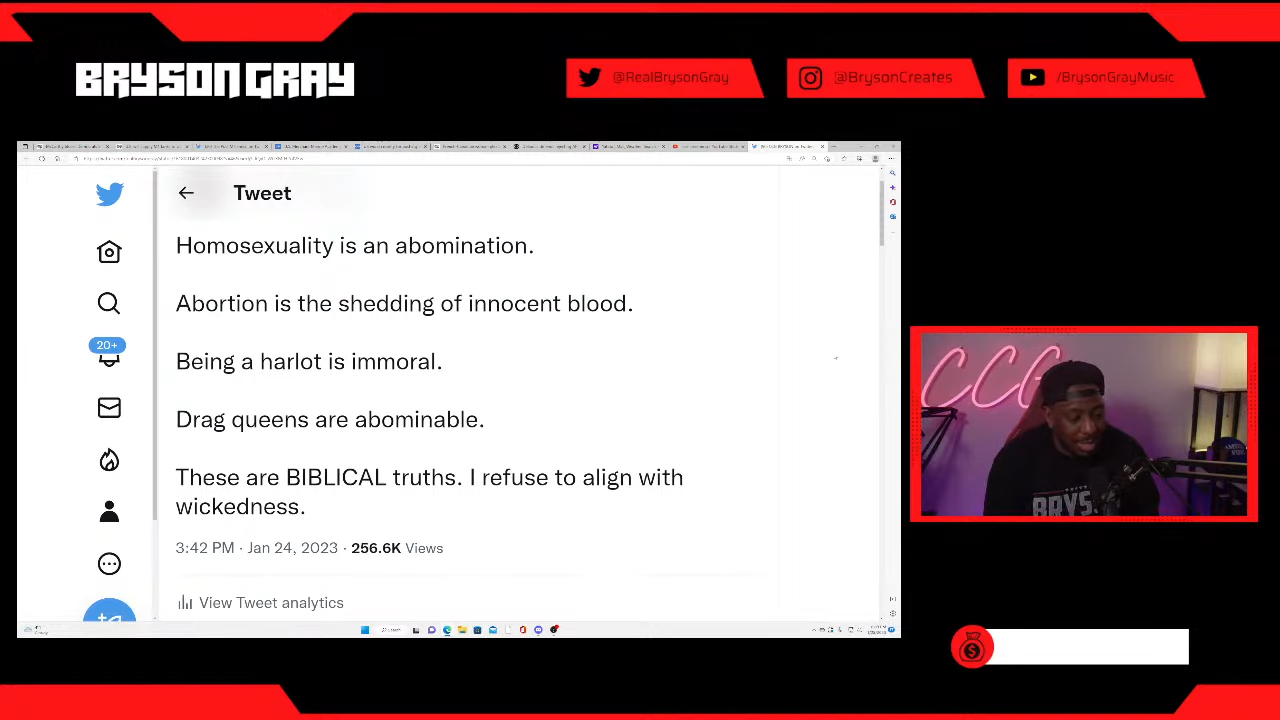 BRYSON GRAY
@RealBrysonGray
@BrysonCreates
/BrysonGrayMusic
Tweet
Homosexuality is an abomination.
Abortion is the shedding of innocent blood.
20+
Being a harlot is immoral.
Drag queens are abominable.
These are BIBLICAL truths. I refuse to align with
wickedness.
3:42 PM · Jan 24, 2023 · 256.6K Views
View Tweet analytics
CCG
BRYS